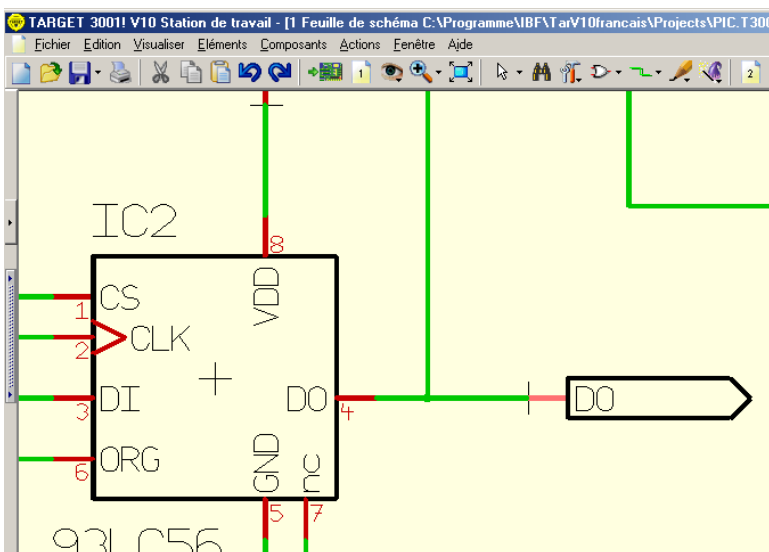 TARGET 3001! V10 Station de travail - [1 Feuille de schéma C:\Programme\IBF\TarV10francais\Projects\PIC.T300
Fichier Edition Visualiser Eléments Composants Actions Fenêtre Aide
1 2
IC2
8
VDD
CS
1
CLK
2
DI
3
DO
4
DO
ORG
6
GND
nc
5
7
93LC56